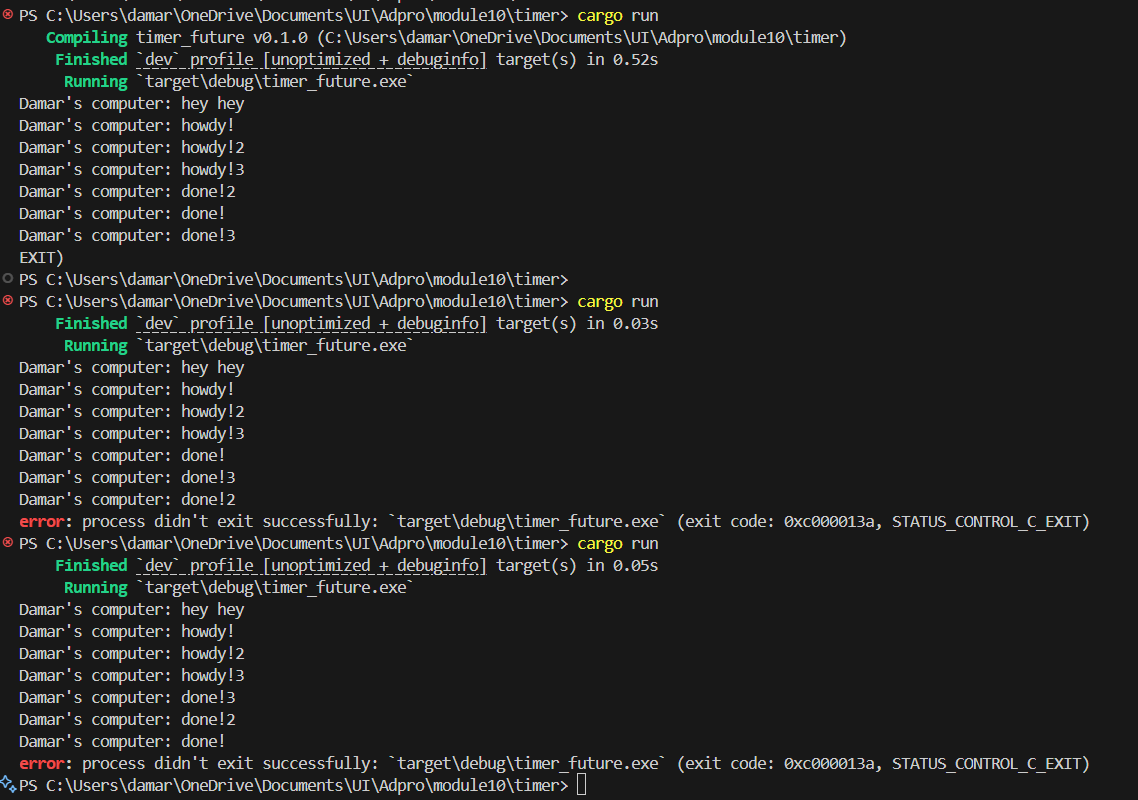 PS C:\Users\damar\OneDrive\Documents\UI\Adpro\module10\timer> cargo run
Compiling timer_future v0.1.0 (C:\Users\damar\OneDrive\Documents\UI\Adpro\module10\timer)
Finished `dev` profile [unoptimized + debuginfo] target(s) in 0.52s
Running `target\debug\timer_future.exe`
Damar's computer: hey hey
Damar's computer: howdy!
Damar's computer: howdy!2
Damar's computer: howdy!3
Damar's computer: done!2
Damar's computer: done!
Damar's computer: done!3
EXIT)
PS C:\Users\damar\OneDrive\Documents\UI\Adpro\module10\timer>
PS C:\Users\damar\OneDrive\Documents\UI\Adpro\module10\timer> cargo run
Finished `dev` profile [unoptimized + debuginfo] target(s) in 0.03s
Running `target\debug\timer_future.exe`
Damar's computer: hey hey
Damar's computer: howdy!
Damar's computer: howdy!2
Damar's computer: howdy!3
Damar's computer: done!
Damar's computer: done!3
Damar's computer: done!2
error: process didn't exit successfully: `target\debug\timer_future.exe` (exit code: 0xc000013a, STATUS_CONTROL_C_EXIT)
PS C:\Users\damar\OneDrive\Documents\UI\Adpro\module10\timer> cargo run
Finished `dev` profile [unoptimized + debuginfo] target(s) in 0.05s
Running `target\debug\timer_future.exe`
Damar's computer: hey hey
Damar's computer: howdy!
Damar's computer: howdy!2
Damar's computer: howdy!3
Damar's computer: done!3
Damar's computer: done!2
Damar's computer: done!
error: process didn't exit successfully: `target\debug\timer_future.exe` (exit code: 0xc000013a, STATUS_CONTROL_C_EXIT)
PS C:\Users\damar\OneDrive\Documents\UI\Adpro\module10\timer>